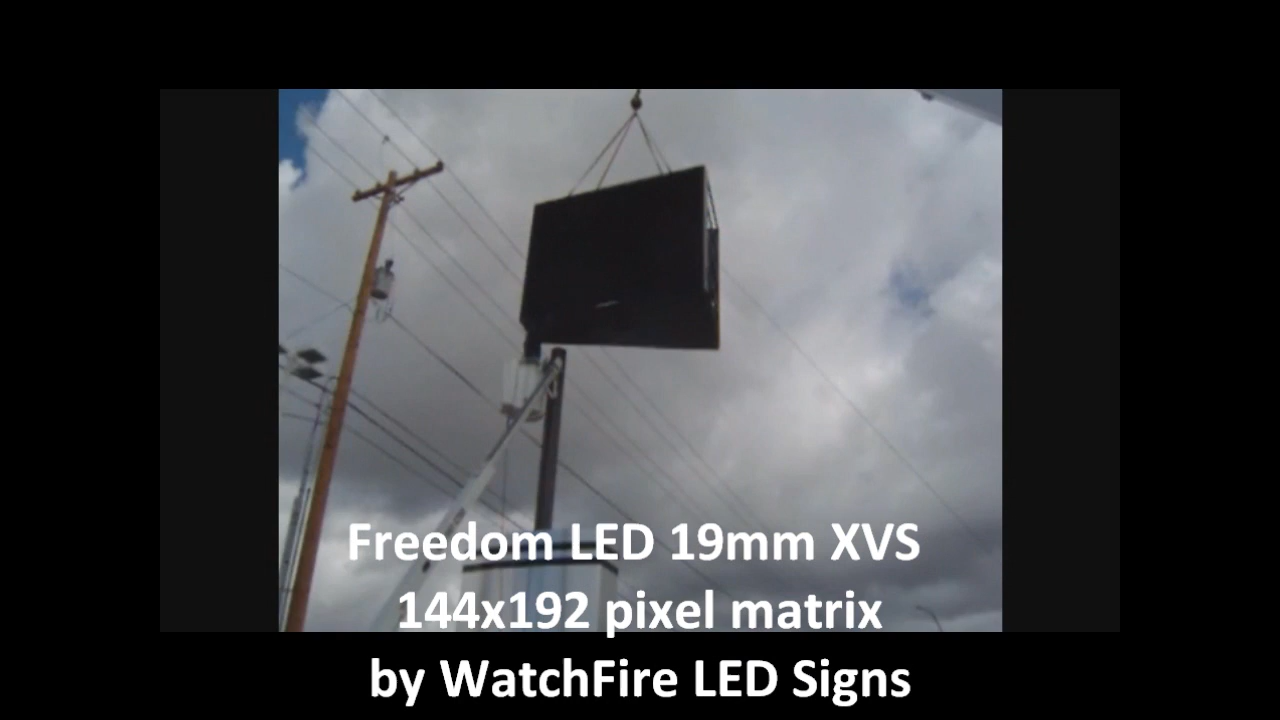 Freedom LED 19mm XVS
144x192 pixel matrix
by WatchFire LED Signs